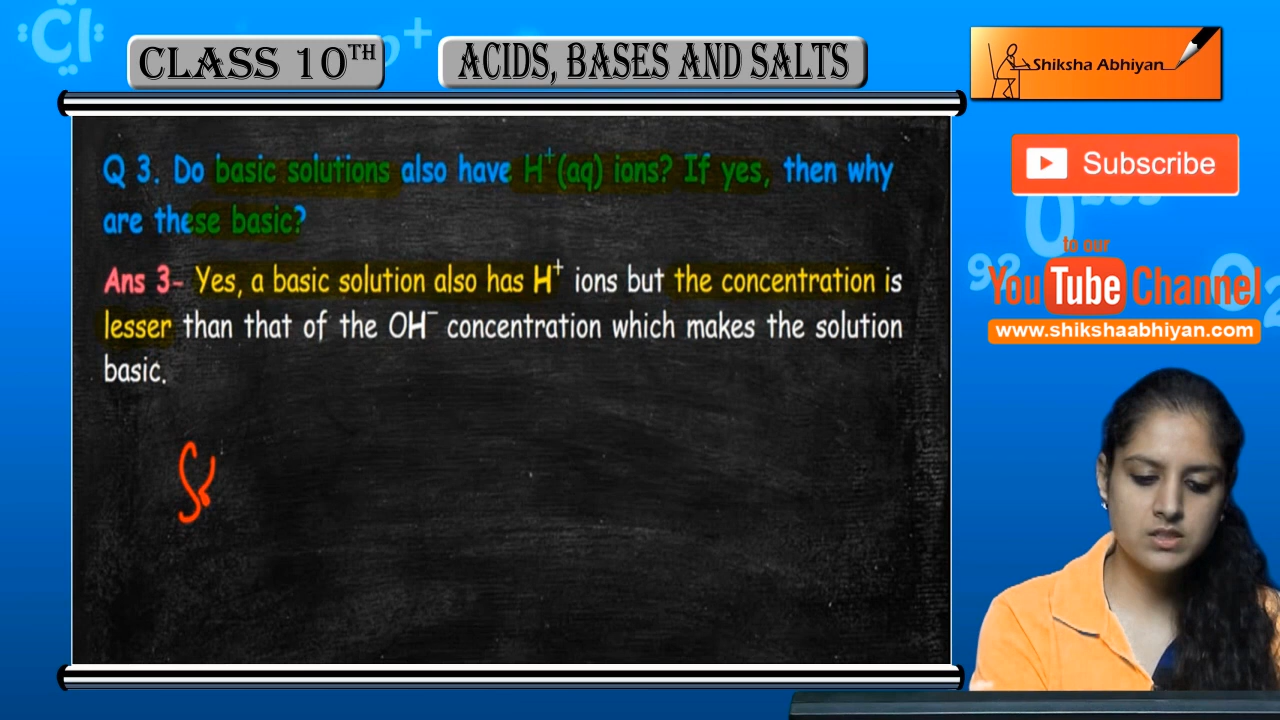 CLASS 10TH
ACIDS, BASES AND SALTS
Shiksha Abhiyan
Q 3. Do basic solutions also have H⁺(aq) ions? If yes, then why
are these basic?
Ans 3- Yes, a basic solution also has H⁺ ions but the concentration is
lesser than that of the OH⁻ concentration which makes the solution
basic.
Subscribe
to our
YouTube Channel
www.shikshaabhiyan.com